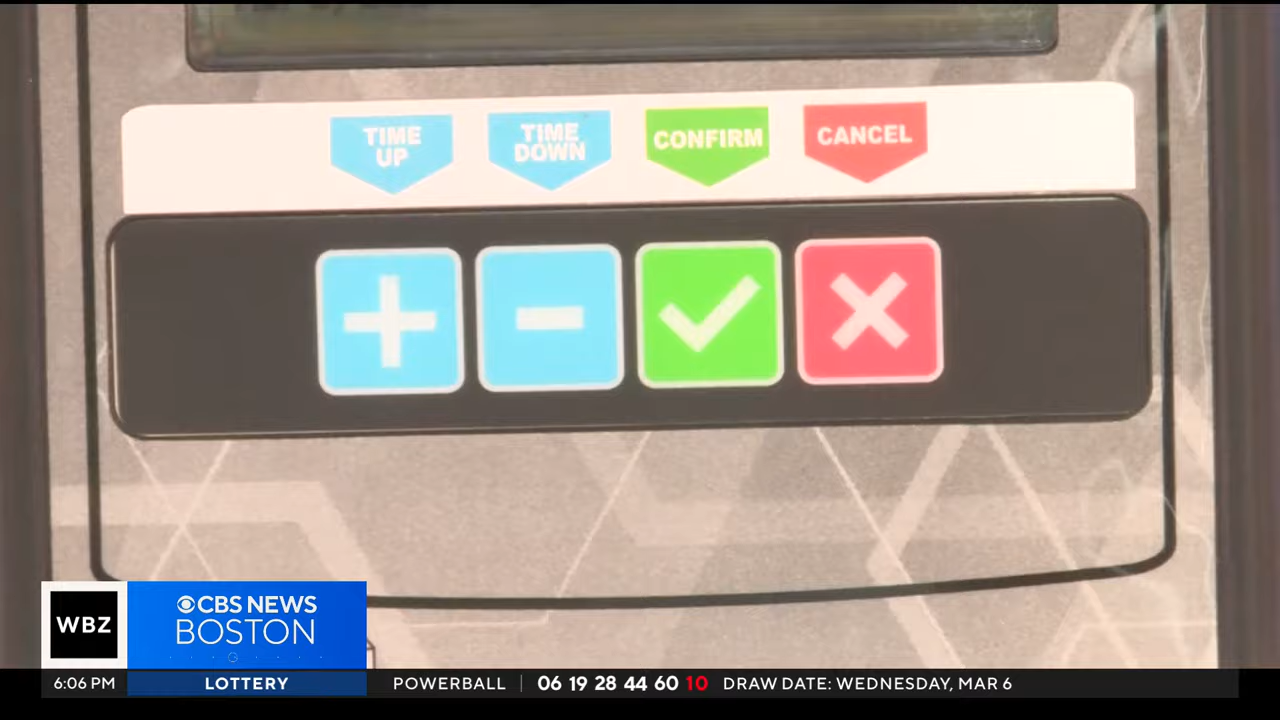 TIME
UP
TIME
DOWN
CONFIRM
CANCEL
WBZ
CBS NEWS
BOSTON
6:06 PM
LOTTERY
POWERBALL | 06 19 28 44 60 10 DRAW DATE: WEDNESDAY, MAR 6